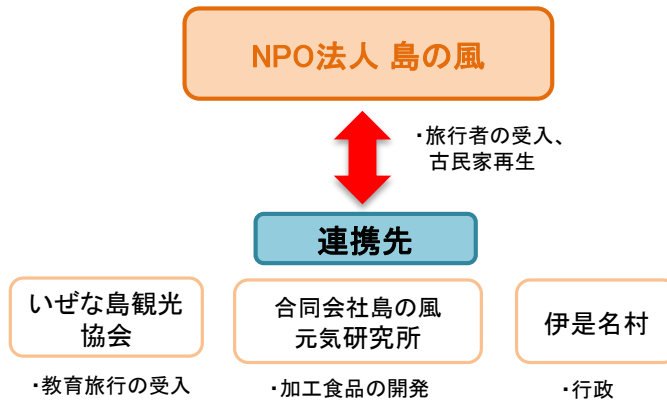 NPO法人 島の風
・旅行者の受入、
古民家再生
連携先
いぜな島観光
協会
合同会社島の風
元気研究所
伊是名村
・教育旅行の受入
・加工食品の開発
・行政